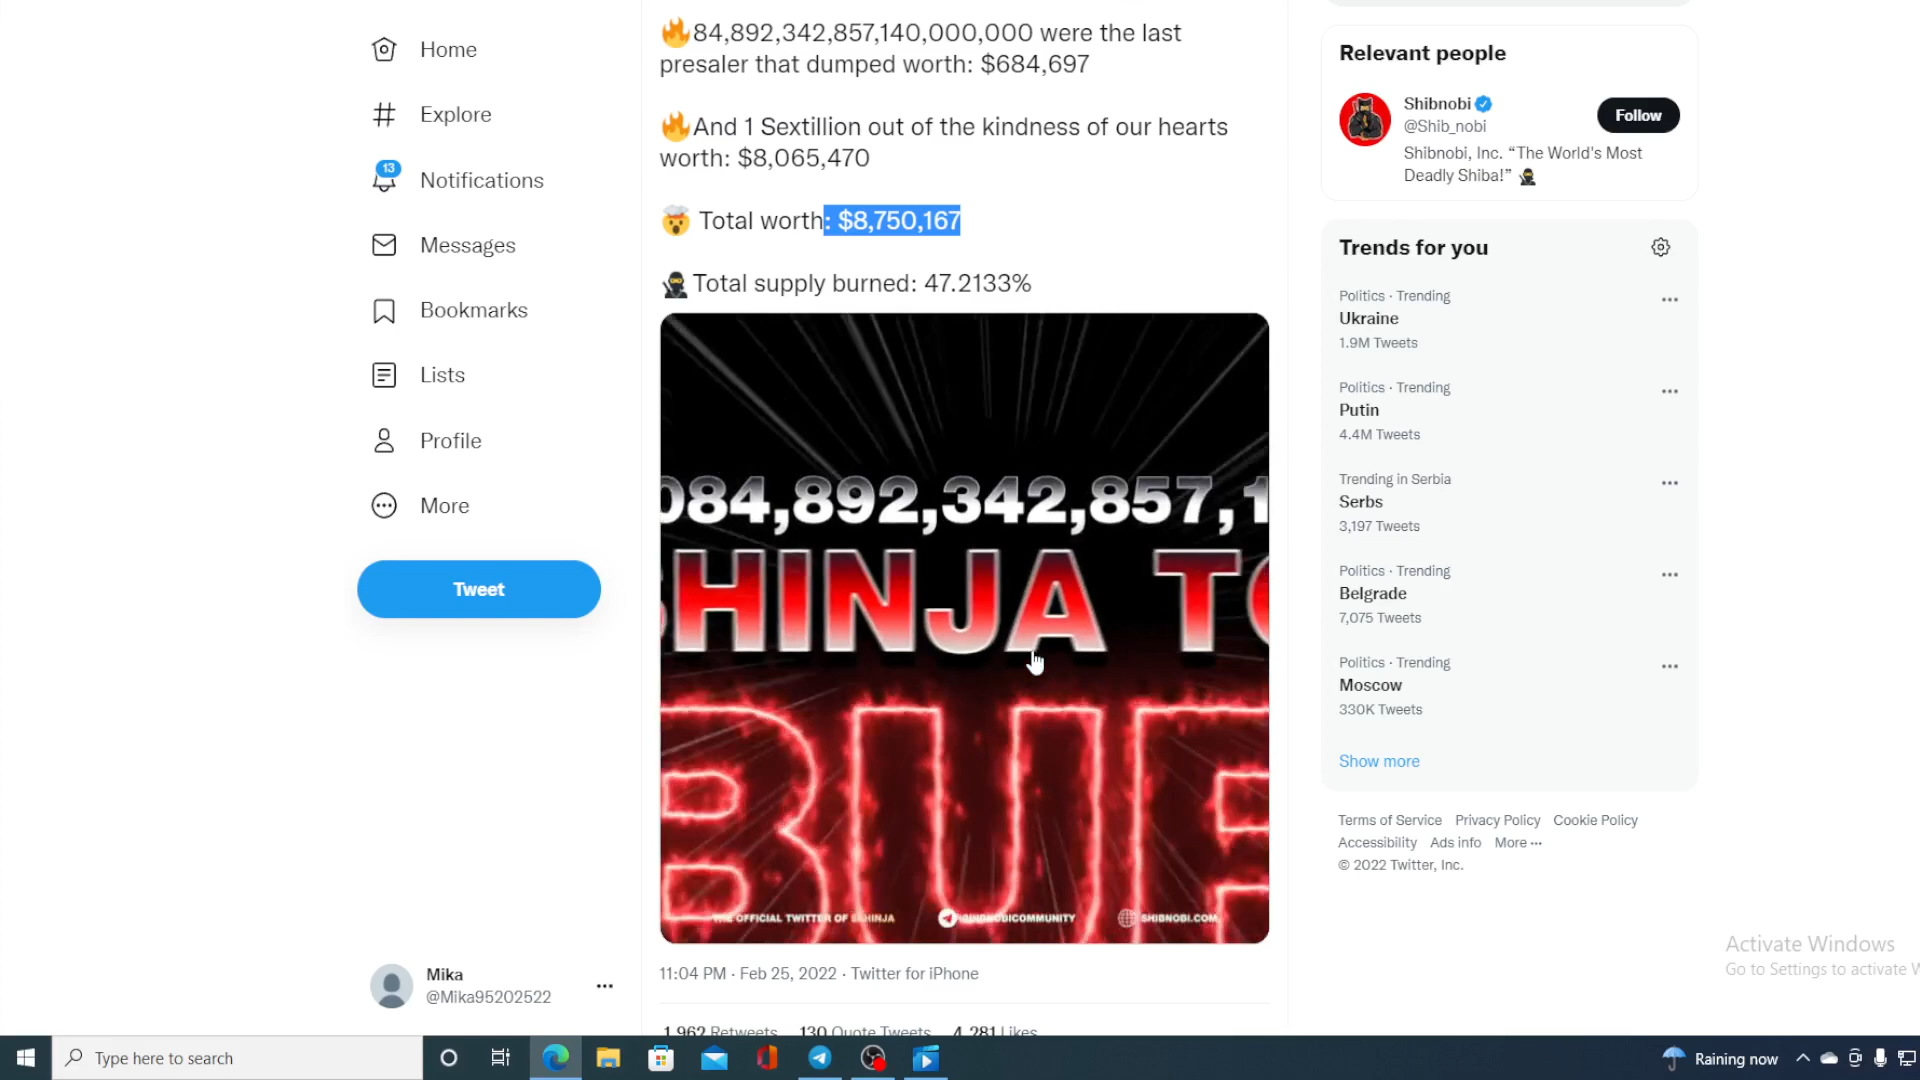 Home
Explore
13
Notifications
Messages
Bookmarks
Lists
Profile
More
Tweet
Mika
@Mika95202522
84,892,342,857,140,000,000 were the last
presaler that dumped worth: $684,697
And 1 Sextillion out of the kindness of our hearts
worth: $8,065,470
Total worth: $8,750,167
Total supply burned: 47.2133%
084,892,342,857,1
SHINJA TO
BUR
THE OFFICIAL TWITTER OF SHINJA
SHIBNOBI.COM
11:04 PM · Feb 25, 2022 · Twitter for iPhone
1,962 Retweets 130 Quote Tweets 4,281 Likes
Relevant people
Shibnobi
@Shib_nobi
Follow
Shibnobi, Inc. “The World's Most
Deadly Shiba!”
Trends for you
Politics · Trending
Ukraine
1.9M Tweets
Politics · Trending
Putin
4.4M Tweets
Trending in Serbia
Serbs
3,197 Tweets
Politics · Trending
Belgrade
7,075 Tweets
Politics · Trending
Moscow
330K Tweets
Show more
Terms of Service Privacy Policy Cookie Policy
Accessibility Ads info More ···
© 2022 Twitter, Inc.
Activate Windows
Go to Settings to activate W
Type here to search
Raining now